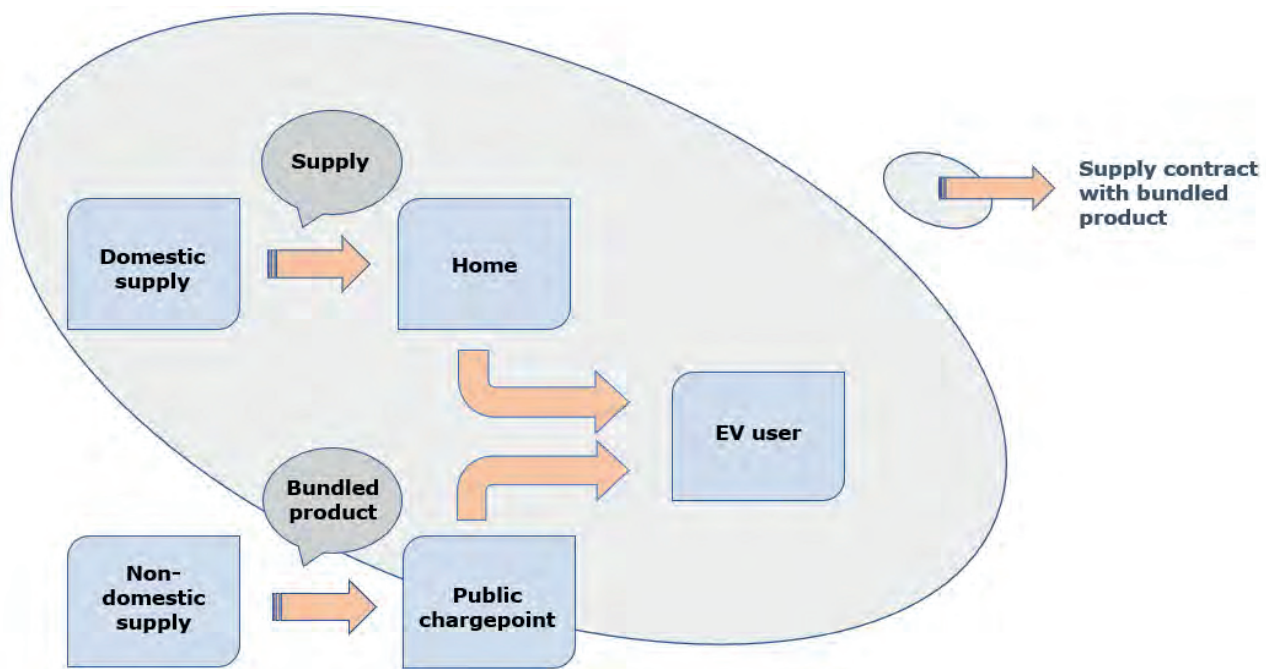 Supply
Supply contract
with bundled
product
Domestic
supply
Home
EV user
Bundled
product
Non-
domestic
supply
Public
chargepoint